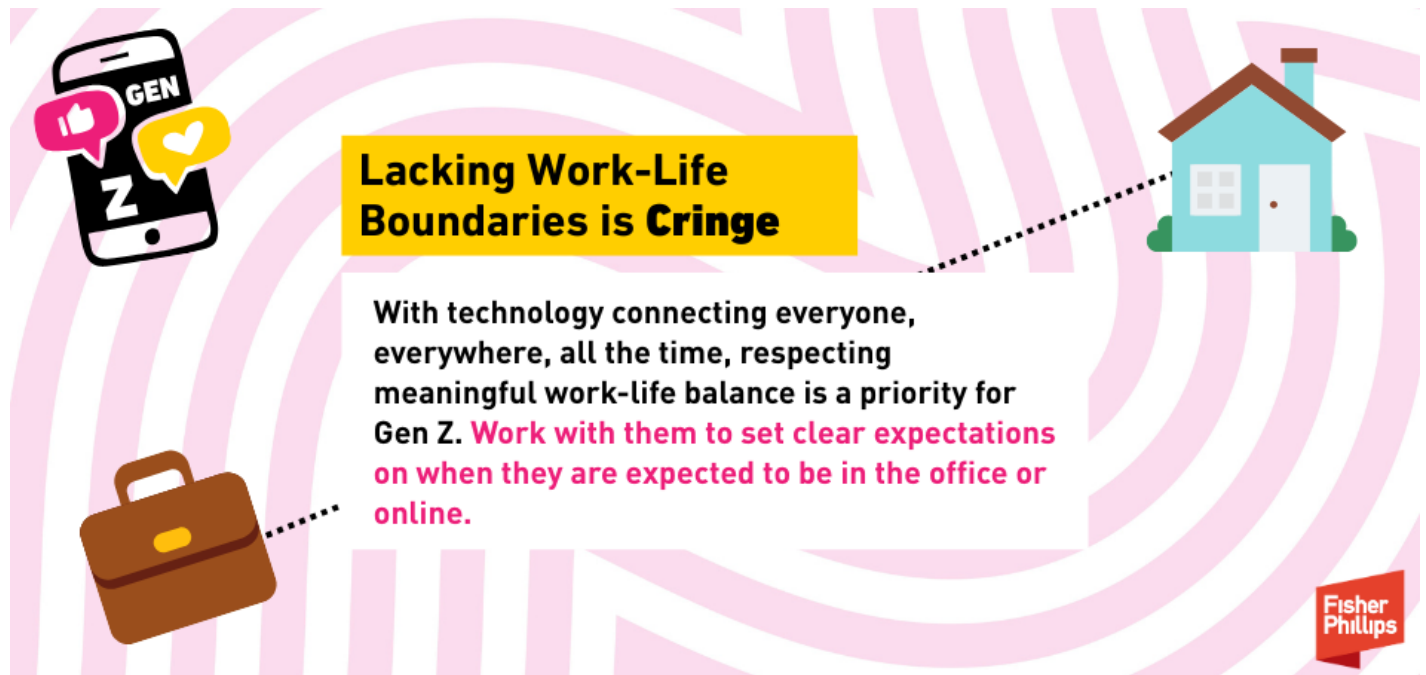 GEN
Z
Lacking Work-Life
Boundaries is Cringe
With technology connecting everyone,
everywhere, all the time, respecting
meaningful work-life balance is a priority for
Gen Z. Work with them to set clear expectations
on when they are expected to be in the office or
online.
Fisher
Phillips